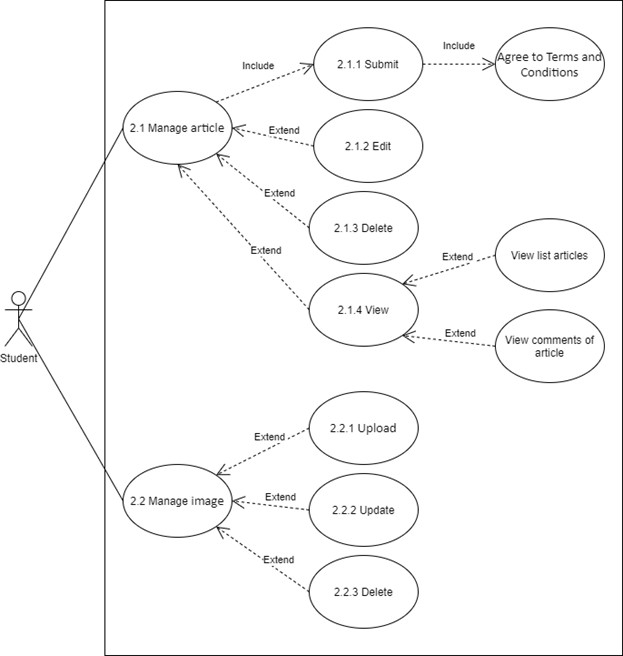 Include
2.1.1 Submit
Include
Agree to Terms and
Conditions
2.1 Manage article
Extend
2.1.2 Edit
Extend
2.1.3 Delete
Extend
2.1.4 View
Extend
View list articles
Extend
View comments of
article
Student
2.2 Manage image
Extend
2.2.1 Upload
Extend
2.2.2 Update
Extend
2.2.3 Delete